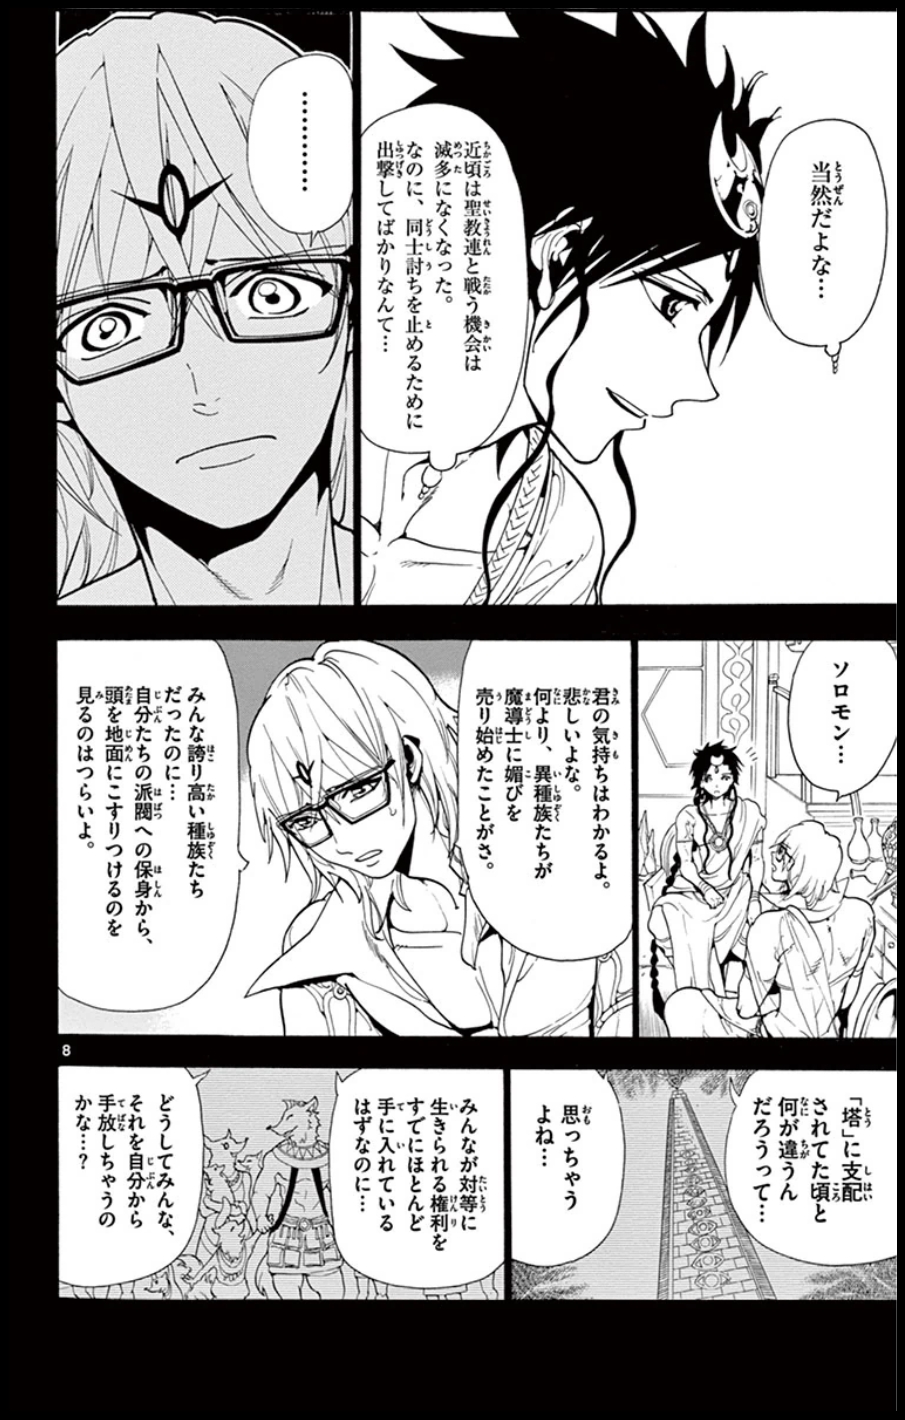 当然だよな…
近頃は聖教連と戦う機会は
滅多になくなった。
なのに、同士討ちを止めるために
出撃してばかりなんて…
…………
ソロモン…
君の気持ちはわかるよ。
悲しいよな。
何より、異種族たちが
魔導士に媚びを
売り始めたことがさ。
みんな誇り高い種族たち
だったのに…
自分たちの派閥への保身から、
頭を地面にこすりつけるのを
見るのはつらいよ。
8
「塔」に支配
されてた頃と
何が違うん
だろうって…
思っちゃう
よね…
みんなが対等に
生きられる権利を
すでにほとんど
手に入れている
はずなのに…
どうしてみんな、
それを自分から
手放しちゃうの
かな…？